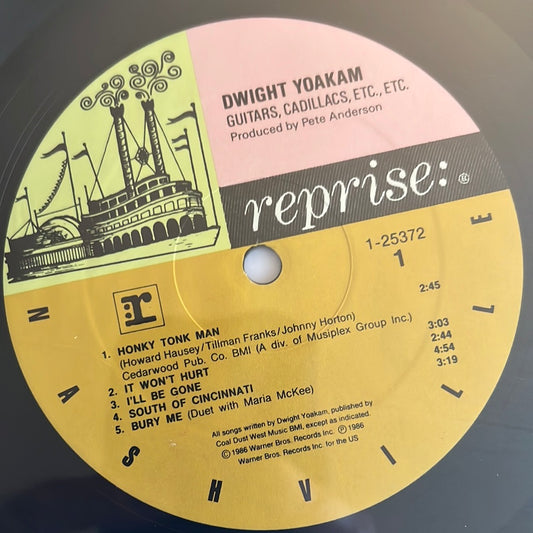 DWIGHT YOAKAM
GUITARS, CADILLACS, ETC., ETC.
Produced by Pete Anderson
reprise: ®
1-25372
1
r
1. HONKY TONK MAN 2:45
(Howard Hausey/Tillman Franks/Johnny Horton)
Cedarwood Pub. Co. BMI (A div. of Musiplex Group Inc.)
2. IT WON'T HURT 3:03
3. I'LL BE GONE 2:44
4. SOUTH OF CINCINNATI 4:54
5. BURY ME (Duet with Maria McKee) 3:19
All songs written by Dwight Yoakam, published by
Coal Dust West Music BMI, except as indicated.
© 1986 Warner Bros. Records Inc. ℗ 1986
Warner Bros. Records Inc. for the US
NASHVILLE